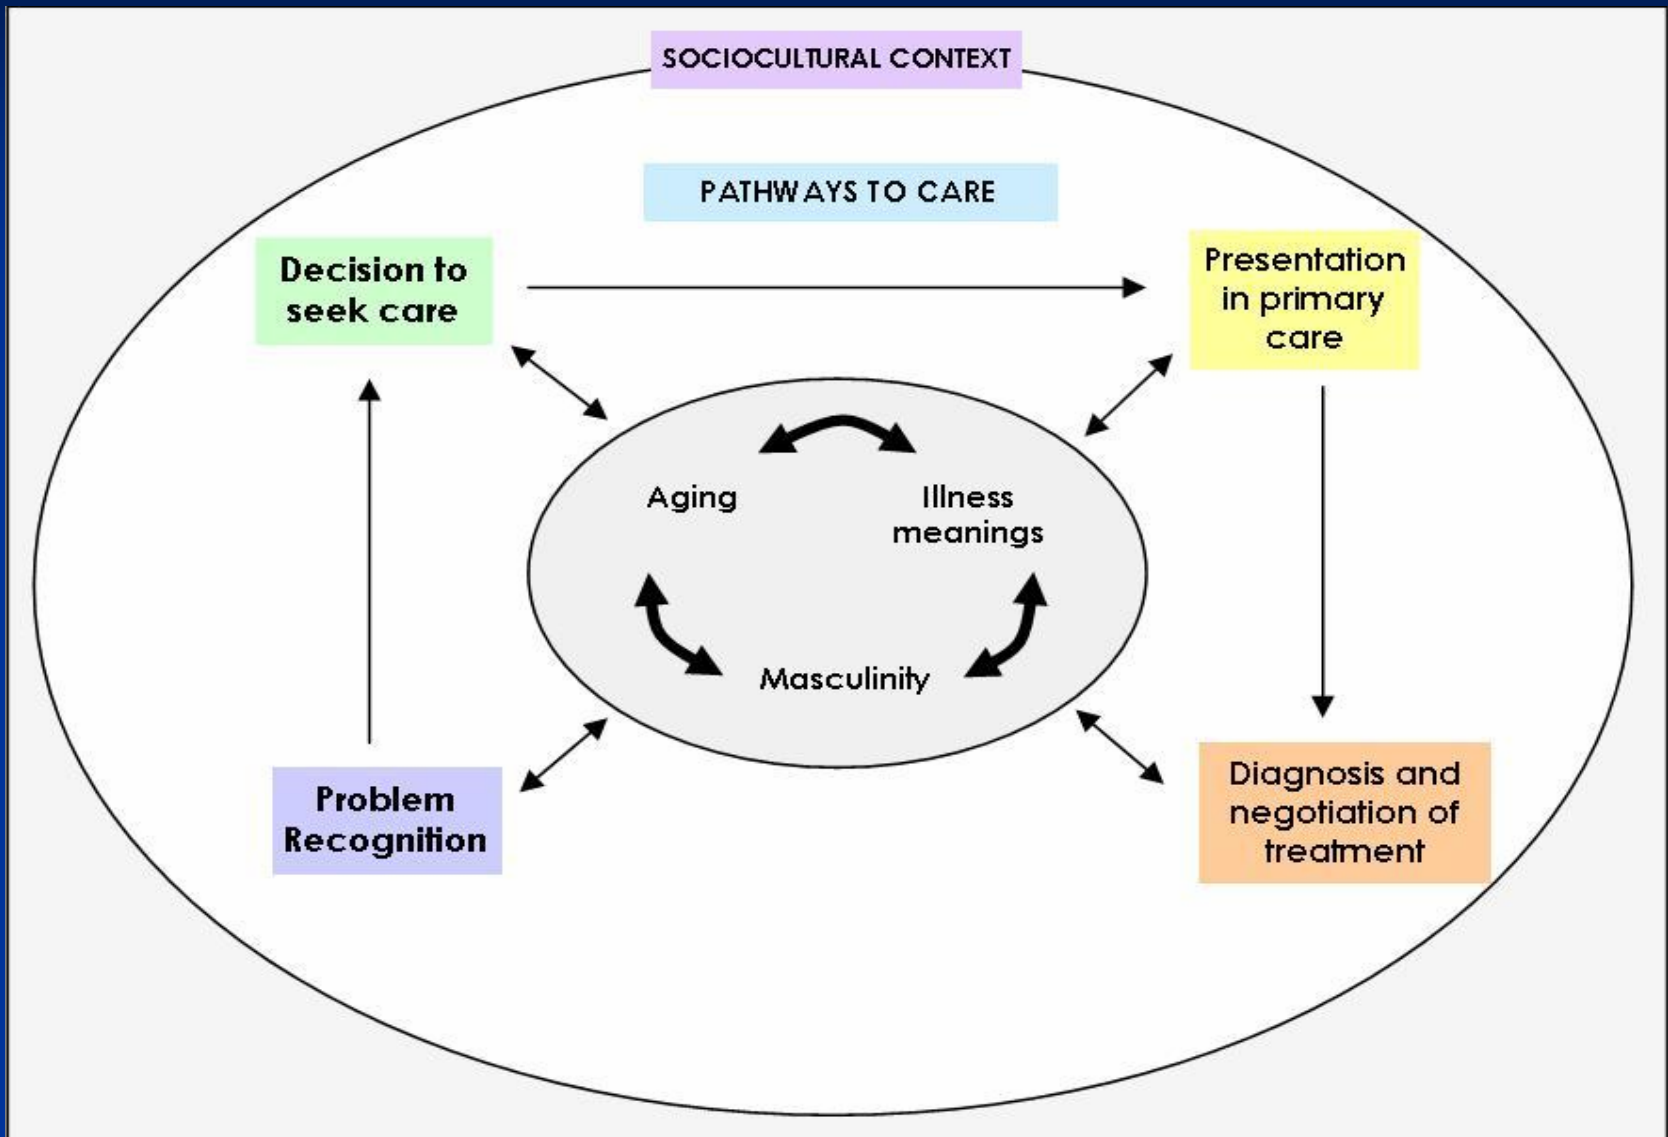 SOCIOCULTURAL CONTEXT
PATHWAYS TO CARE
Decision to
seek care
Presentation
in primary
care
Aging
Illness
meanings
Masculinity
Problem
Recognition
Diagnosis and
negotiation of
treatment